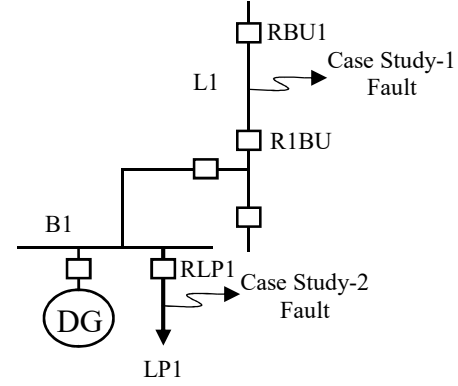 RBU1
Case Study-1
Fault
L1
R1BU
B1
RLP1
Case Study-2
Fault
DG
LP1